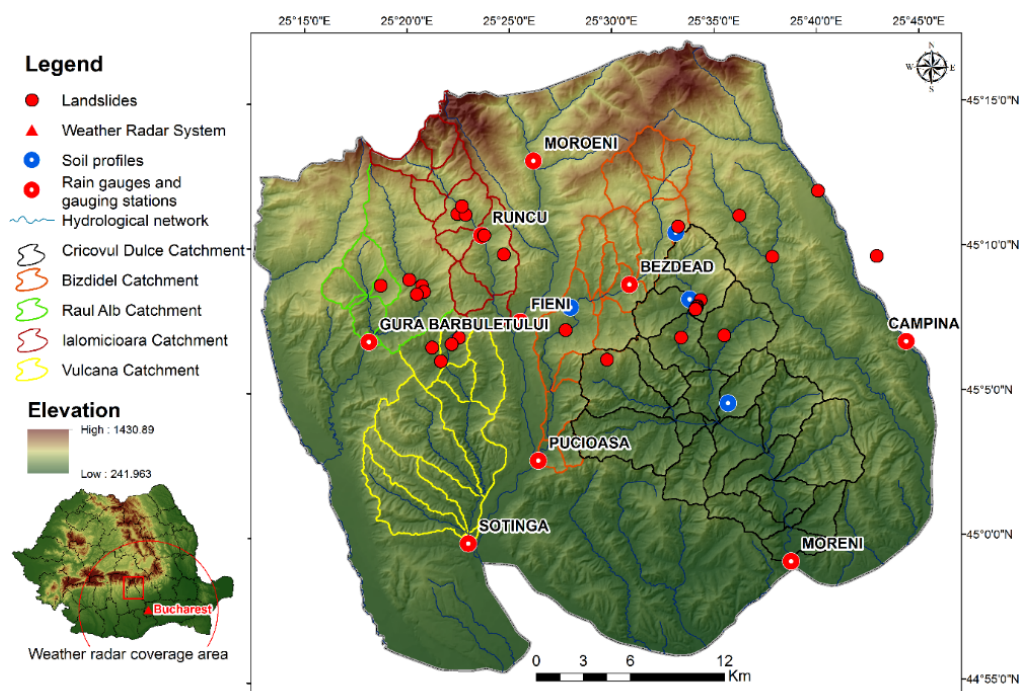 25°15'0"E 25°20'0"E 25°25'0"E 25°30'0"E 25°35'0"E 25°40'0"E 25°45'0"E
N
W E
S
45°15'0"N
45°10'0"N
45°5'0"N
45°0'0"N
44°55'0"N
Legend
Landslides
Weather Radar System
Soil profiles
Rain gauges and
gauging stations
Hydrological network
Cricovul Dulce Catchment
Bizdidel Catchment
Raul Alb Catchment
Ialomicioara Catchment
Vulcana Catchment
Elevation
High : 1430.89
Low : 241.963
Bucharest
Weather radar coverage area
MOROENI
RUNCU
BEZDEAD
FIENI
GURA BARBULETULUI
CAMPINA
PUCIOASA
SOTINGA
MORENI
0 3 6 12
Km